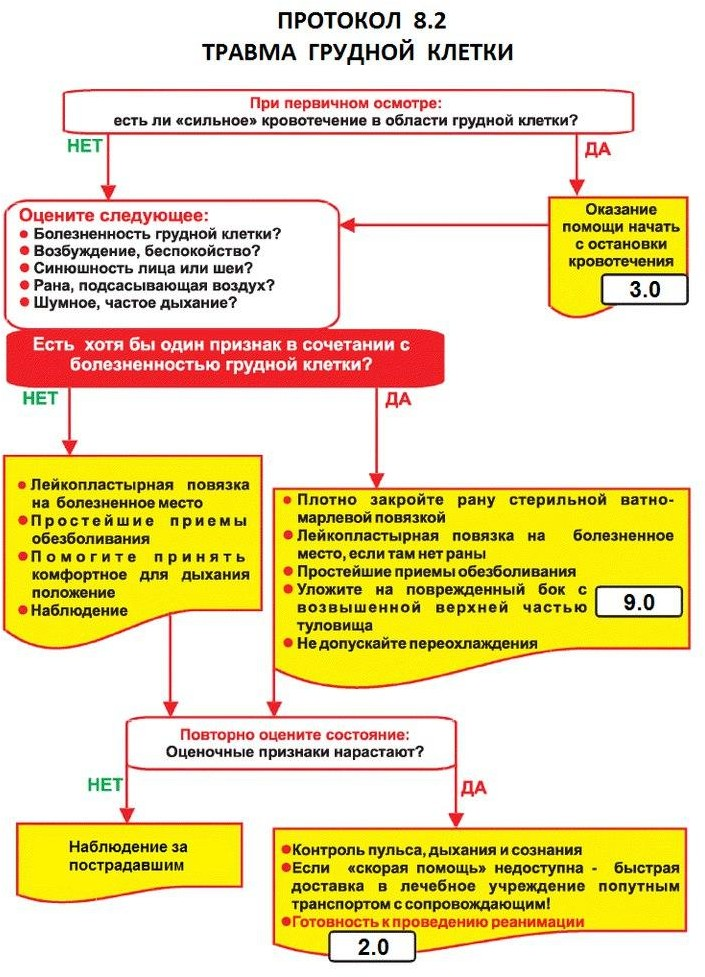 ПРОТОКОЛ 8.2
ТРАВМА ГРУДНОЙ КЛЕТКИ
При первичном осмотре:
есть ли «сильное» кровотечение в области грудной клетки?
НЕТ
ДА
Оцените следующее:
● Болезненность грудной клетки?
● Возбуждение, беспокойство?
● Синюшность лица или шеи?
● Рана, подсасывающая воздух?
● Шумное, частое дыхание?
Оказание
помощи начать
с остановки
кровотечения
3.0
Есть хотя бы один признак в сочетании с
болезненностью грудной клетки?
НЕТ
ДА
● Лейкопластырная повязка
на болезненное место
● Простейшие приемы
обезболивания
● Помогите принять
комфортное для дыхания
положение
● Наблюдение
● Плотно закройте рану стерильной ватно-
марлевой повязкой
● Лейкопластырная повязка на болезненное
место, если там нет раны
● Простейшие приемы обезболивания
● Уложите на поврежденный бок с
возвышенной верхней частью
туловища
● Не допускайте переохлаждения
9.0
Повторно оцените состояние:
Оценочные признаки нарастают?
НЕТ
ДА
Наблюдение за
пострадавшим
● Контроль пульса, дыхания и сознания
● Если «скорая помощь» недоступна - быстрая
доставка в лечебное учреждение попутным
транспортом с сопровождающим!
● Готовность к проведению реанимации
2.0